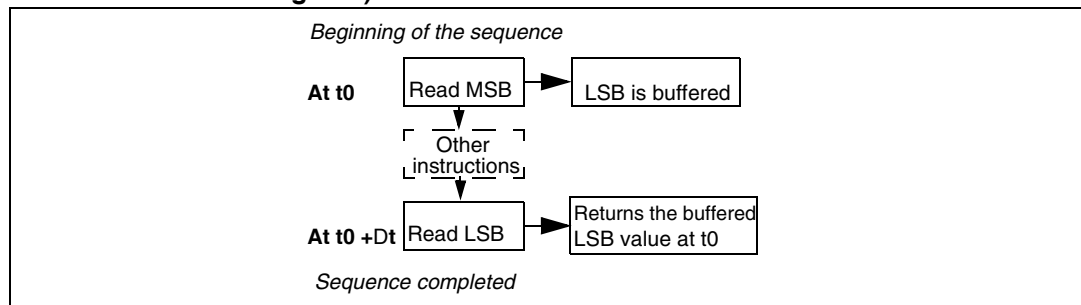 Beginning of the sequence
At t0
Read MSB
LSB is buffered
Other
instructions
At t0 +Dt
Read LSB
Returns the buffered
LSB value at t0
Sequence completed